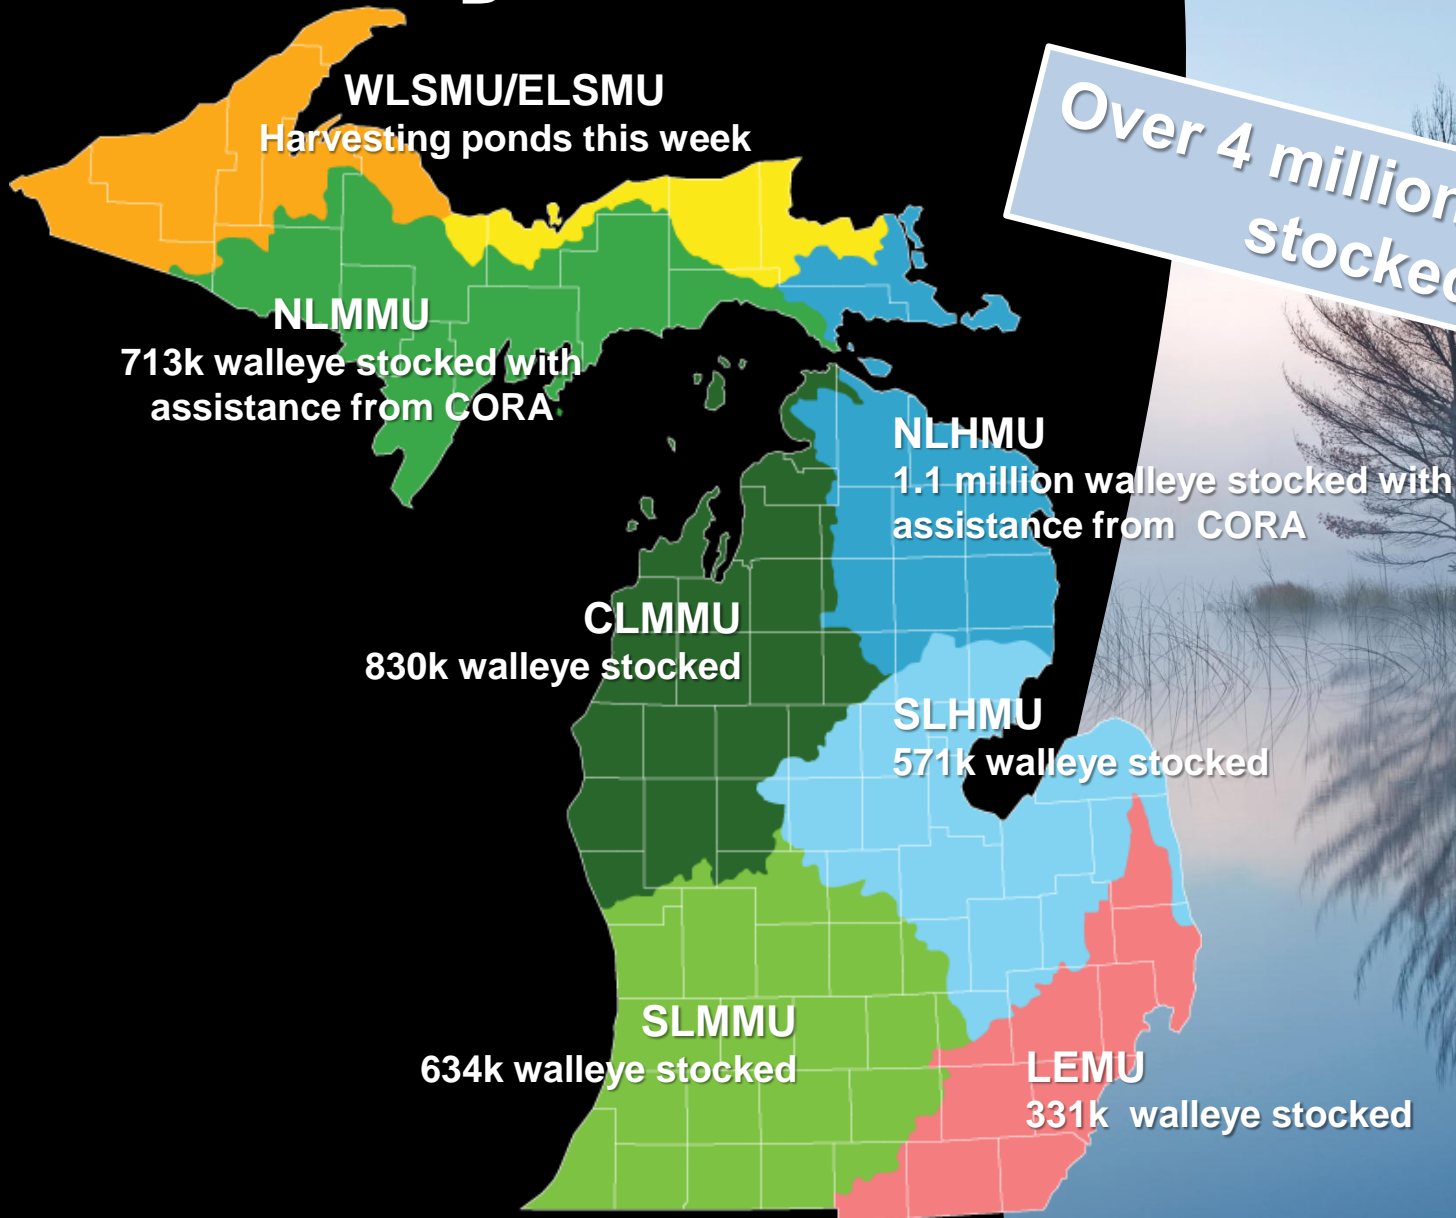 WLSMU/ELSMU
Harvesting ponds this week
Over 4 million
stocked
NLMMU
713k walleye stocked with
assistance from CORA
NLHMU
1.1 million walleye stocked with
assistance from  CORA
CLMMU
830k walleye stocked
SLHMU
571k walleye stocked
SLMMU
634k walleye stocked
LEMU
331k  walleye stocked